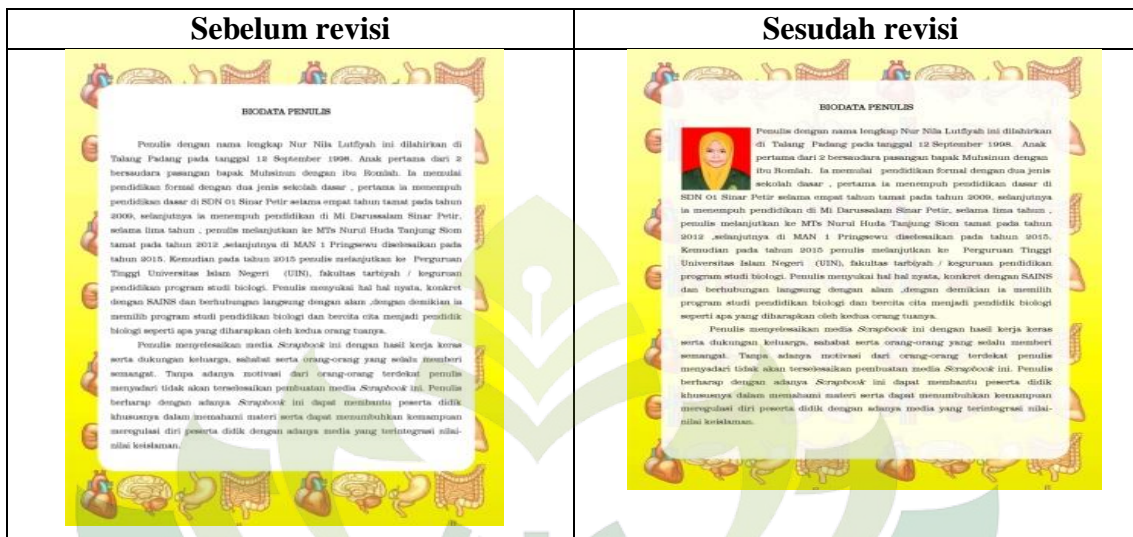 Sebelum revisi
Sesudah revisi
BIODATA PENULIS
Penulis dengan nama lengkap Nur Nila Lutfiyah ini dilahirkan di
Talang Padang pada tanggal 12 September 1998. Anak pertama dari 2
bersaudara pasangan bapak Muhsinun dengan ibu Romlah. Ia memulai
pendidikan formal dengan dua jenis sekolah dasar , pertama ia menempuh
pendidikan dasar di SDN 01 Sinar Petir selama empat tahun tamat pada tahun
2009, selanjutnya ia menempuh pendidikan di Mi Darussalam Sinar Petir,
selama lima tahun , penulis melanjutkan ke MTs Nurul Huda Tanjung Siom
tamat pada tahun 2012 ,selanjutnya di MAN 1 Pringsewu diselesaikan pada
tahun 2015. Kemudian pada tahun 2015 penulis melanjutkan ke Perguruan
Tinggi Universitas Islam Negeri (UIN), fakultas tarbiyah / keguruan
pendidikan program studi biologi. Penulis menyukai hal hal nyata, konkret
dengan SAINS dan berhubungan langsung dengan alam ,dengan demikian ia
memilih program studi pendidikan biologi dan bercita cita menjadi pendidik
biologi seperti apa yang diharapkan oleh kedua orang tuanya.
Penulis menyelesaikan media Scrapbook ini dengan hasil kerja keras
serta dukungan keluarga, sahabat serta orang-orang yang selalu memberi
semangat. Tanpa adanya motivasi dari orang-orang terdekat penulis
menyadari tidak akan terselesaikan pembuatan media Scrapbook ini. Penulis
berharap dengan adanya Scrapbook ini dapat membantu peserta didik
khususnya dalam memahami materi serta dapat menumbuhkan kemampuan
meregulasi diri peserta didik dengan adanya media yang terintegrasi nilai-
nilai keislaman.
BIODATA PENULIS
Penulis dengan nama lengkap Nur Nila Lutfiyah ini dilahirkan
di Talang Padang pada tanggal 12 September 1998. Anak
pertama dari 2 bersaudara pasangan bapak Muhsinun dengan
ibu Romlah. Ia memulai pendidikan formal dengan dua jenis
sekolah dasar , pertama ia menempuh pendidikan dasar di
SDN 01 Sinar Petir selama empat tahun tamat pada tahun 2009, selanjutnya
ia menempuh pendidikan di Mi Darussalam Sinar Petir, selama lima tahun ,
penulis melanjutkan ke MTs Nurul Huda Tanjung Siom tamat pada tahun
2012 ,selanjutnya di MAN 1 Pringsewu diselesaikan pada tahun 2015.
Kemudian pada tahun 2015 penulis melanjutkan ke Perguruan Tinggi
Universitas Islam Negeri (UIN), fakultas tarbiyah / keguruan pendidikan
program studi biologi. Penulis menyukai hal hal nyata, konkret dengan SAINS
dan berhubungan langsung dengan alam ,dengan demikian ia memilih
program studi pendidikan biologi dan bercita cita menjadi pendidik biologi
seperti apa yang diharapkan oleh kedua orang tuanya.
Penulis menyelesaikan media Scrapbook ini dengan hasil kerja keras
serta dukungan keluarga, sahabat serta orang-orang yang selalu memberi
semangat. Tanpa adanya motivasi dari orang-orang terdekat penulis
menyadari tidak akan terselesaikan pembuatan media Scrapbook ini. Penulis
berharap dengan adanya Scrapbook ini dapat membantu peserta didik
khususnya dalam memahami materi serta dapat menumbuhkan kemampuan
meregulasi diri peserta didik dengan adanya media yang terintegrasi nilai-
nilai keislaman.